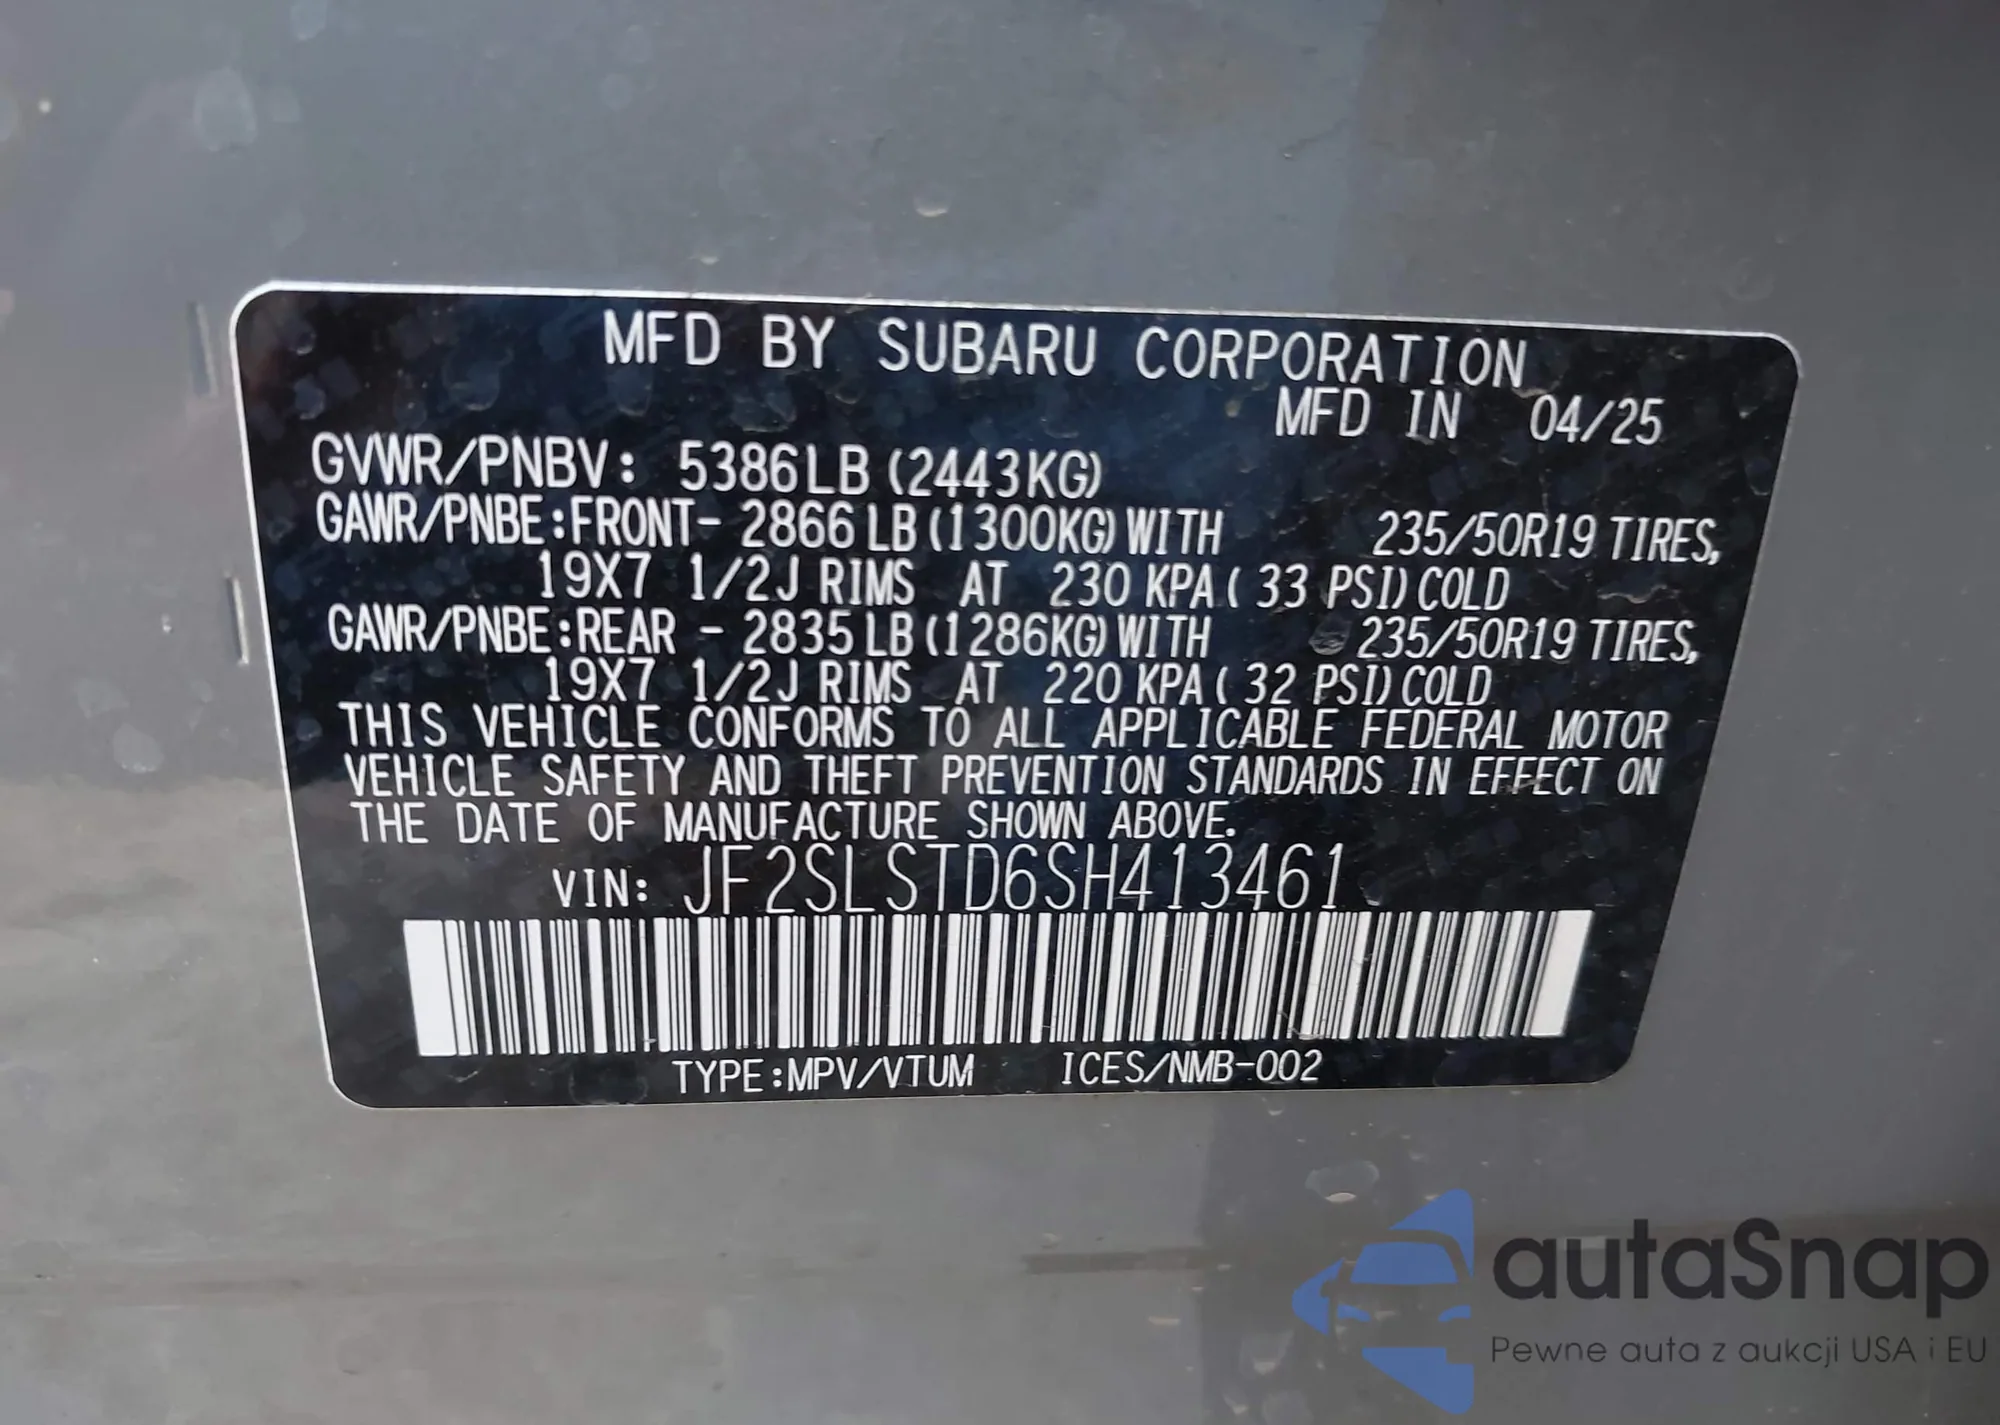 MFD BY SUBARU CORPORATION
MFD IN 04/25
GVWR/PNBV: 5386LB (2443KG)
GAWR/PNBE:FRONT- 2866 LB (1300KG) WITH 235/50R19 TIRES,
19X7 1/2J RIMS AT 230 KPA ( 33 PSI) COLD
GAWR/PNBE:REAR - 2835 LB (1286KG) WITH 235/50R19 TIRES,
19X7 1/2J RIMS AT 220 KPA ( 32 PSI) COLD
THIS VEHICLE CONFORMS TO ALL APPLICABLE FEDERAL MOTOR
VEHICLE SAFETY AND THEFT PREVENTION STANDARDS IN EFFECT ON
THE DATE OF MANUFACTURE SHOWN ABOVE.
VIN: JF2SLSTD6SH413461
TYPE:MPV/VTUM ICES/NMB-002
autaSnap
Pewne auta z aukcji USA i EU